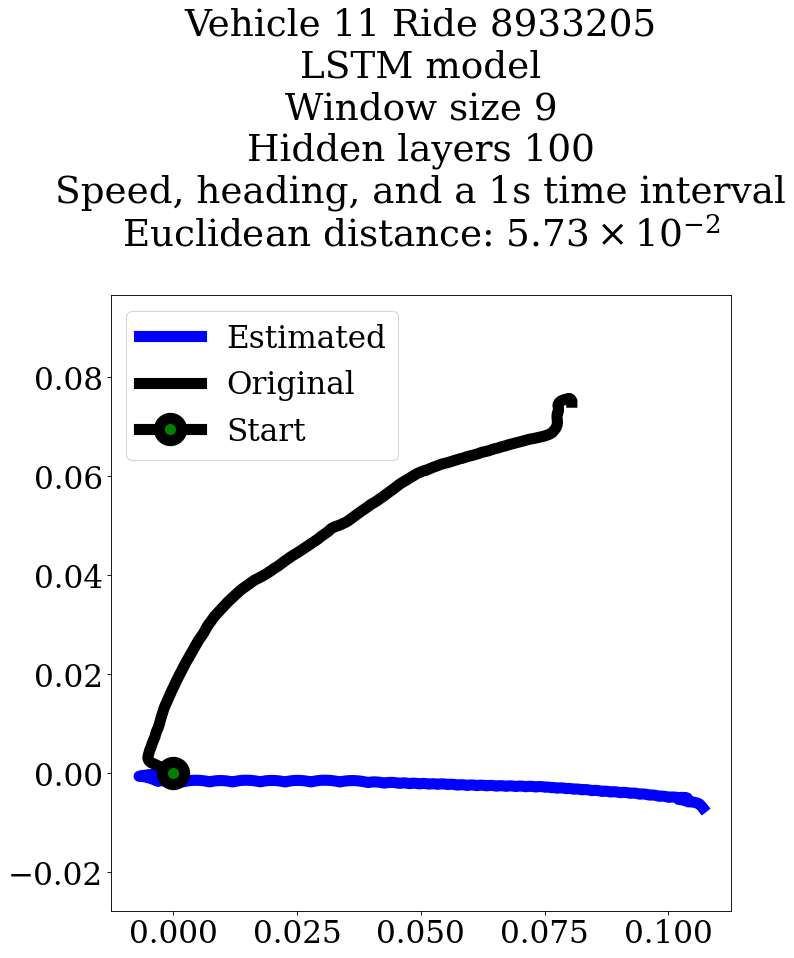 Vehicle 11 Ride 8933205
LSTM model
Window size 9
Hidden layers 100
Speed, heading, and a 1s time interval
Euclidean distance: 5.73 × 10⁻²
Estimated
Original
Start
0.08
0.06
0.04
0.02
0.00
−0.02
0.000 0.025 0.050 0.075 0.100